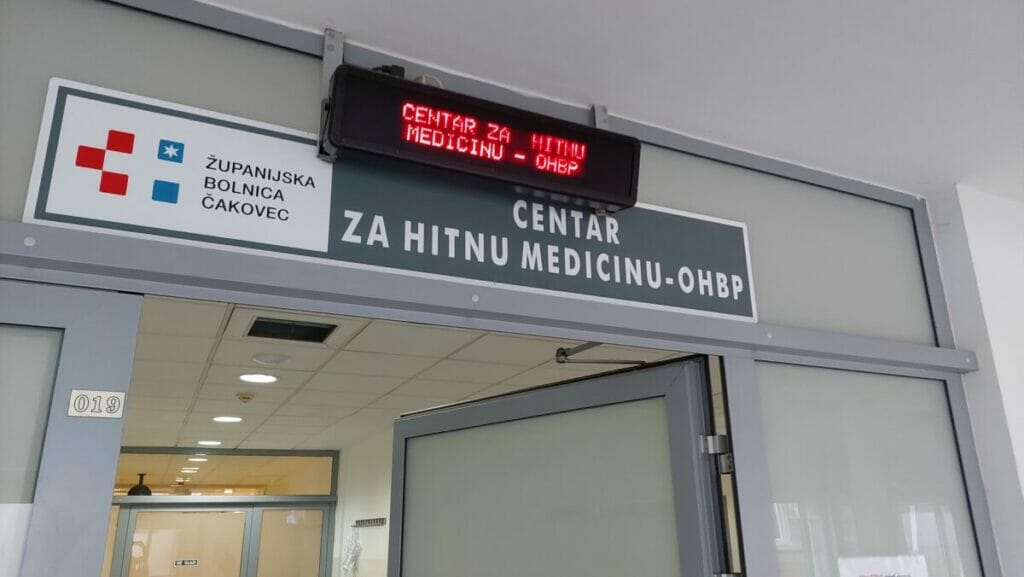 CENTAR ZA HITNU
MEDICINU - OHBP
ŽUPANIJSKA
BOLNICA
ČAKOVEC
CENTAR
ZA HITNU MEDICINU-OHBP
019